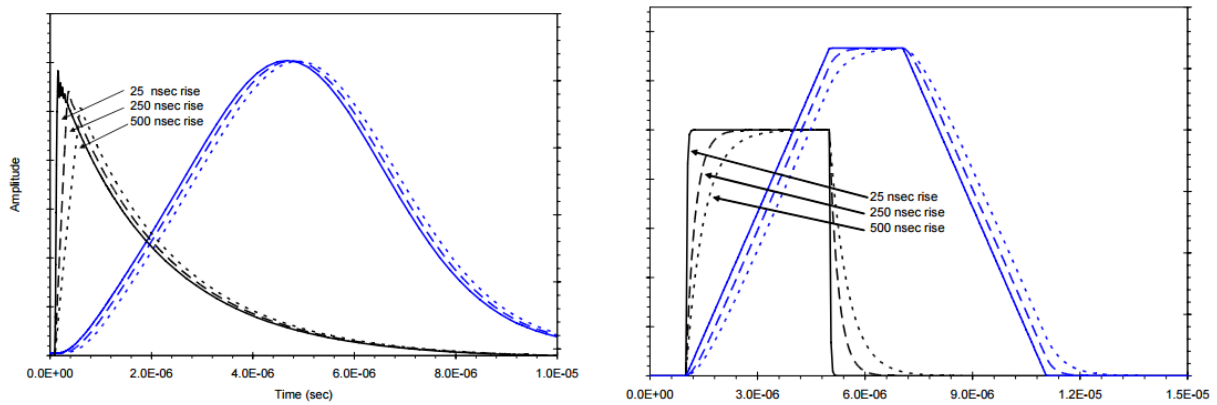 25 nsec rise
250 nsec rise
500 nsec rise
Amplitude
0.0E+00 2.0E-06 4.0E-06 6.0E-06 8.0E-06 1.0E-05
Time (sec)
25 nsec rise
250 nsec rise
500 nsec rise
0.0E+00 3.0E-06 6.0E-06 9.0E-06 1.2E-05 1.5E-05